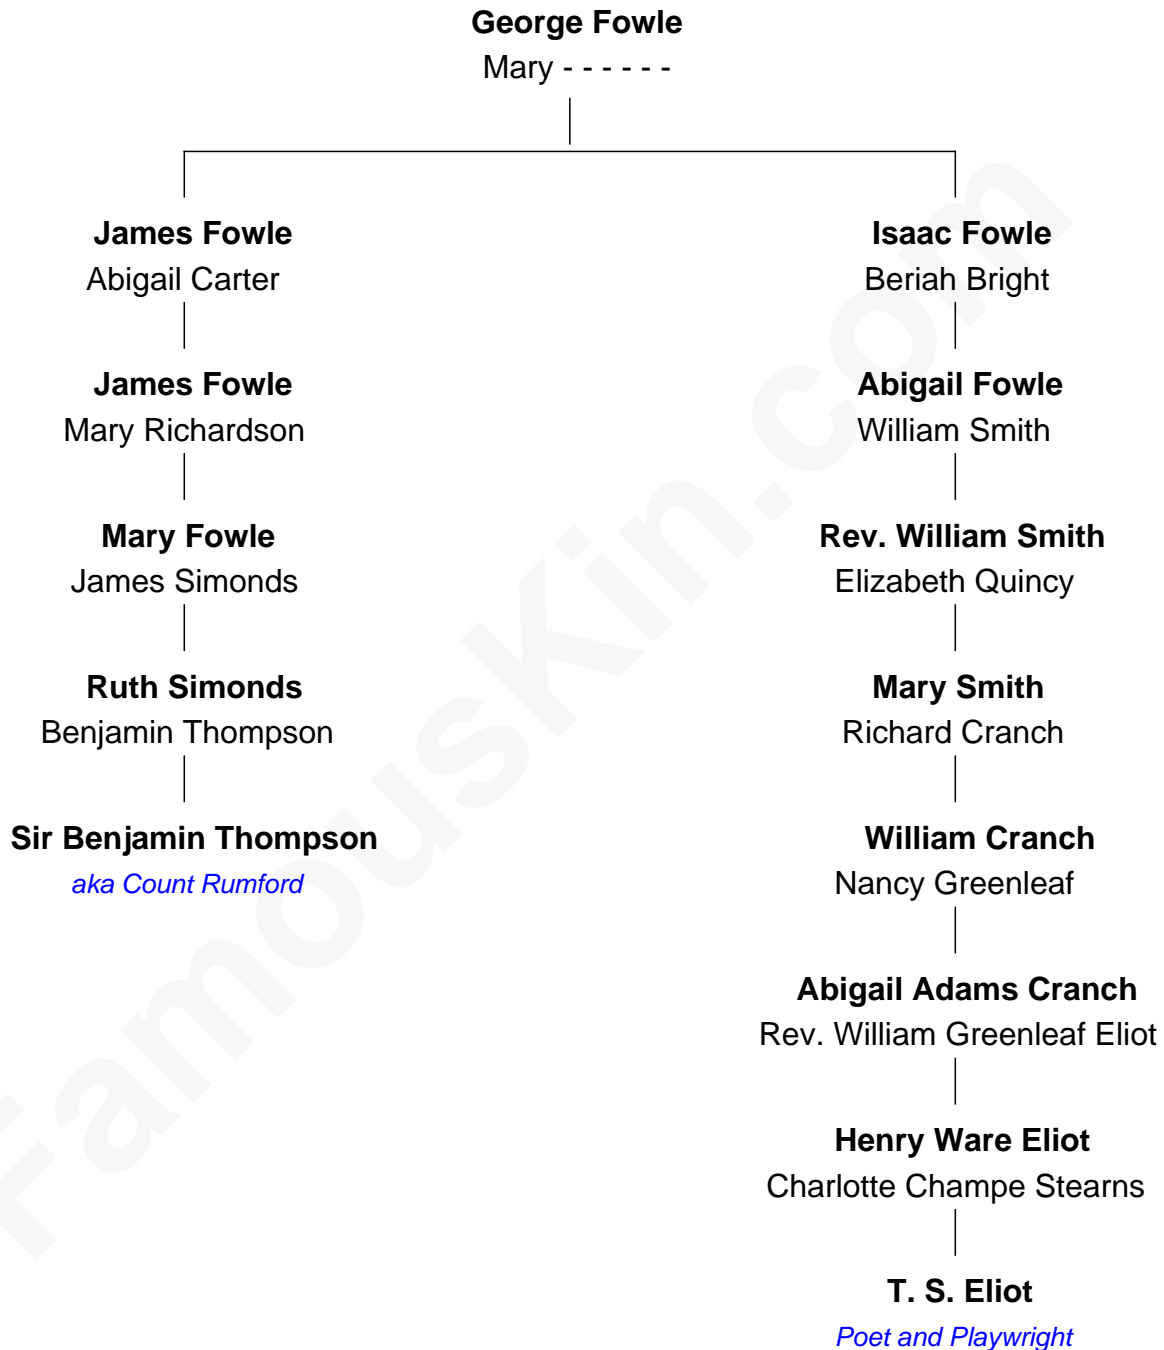 George Fowle
Mary - - - - - -
James Fowle
Abigail Carter
Isaac Fowle
Beriah Bright
James Fowle
Mary Richardson
Abigail Fowle
William Smith
Mary Fowle
James Simonds
Rev. William Smith
Elizabeth Quincy
Ruth Simonds
Benjamin Thompson
Mary Smith
Richard Cranch
Sir Benjamin Thompson
aka Count Rumford
William Cranch
Nancy Greenleaf
Abigail Adams Cranch
Rev. William Greenleaf Eliot
Henry Ware Eliot
Charlotte Champe Stearns
T. S. Eliot
Poet and Playwright
FamousKin.com